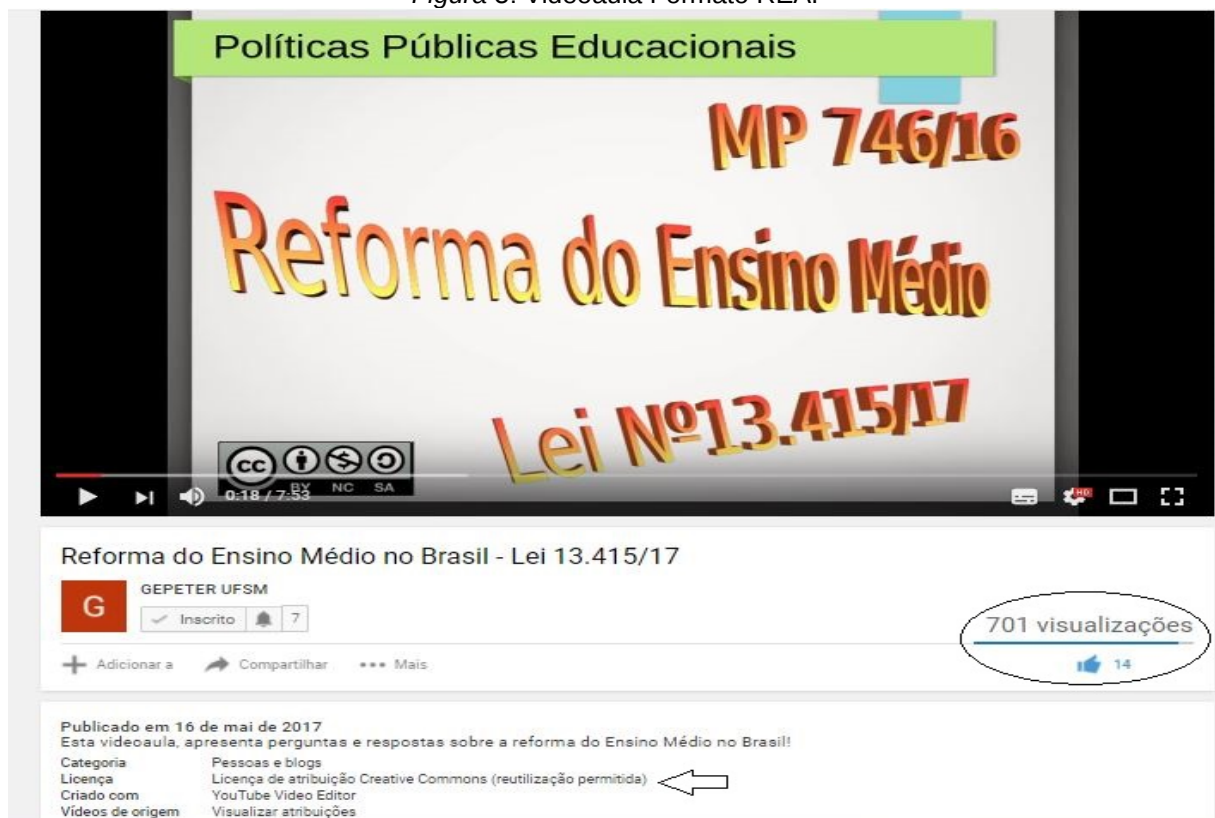 Figura 3. Videoaula Formato REAP
Políticas Públicas Educacionais
MP 746/16
Reforma do Ensino Médio
Lei Nº13.415/17
cc
BY NC SA
0:18 / 7:53
HD
Reforma do Ensino Médio no Brasil - Lei 13.415/17
G
GEPETER UFSM
Inscrito 7
701 visualizações
Adicionar a Compartilhar Mais
14
Publicado em 16 de mai de 2017
Esta videoaula, apresenta perguntas e respostas sobre a reforma do Ensino Médio no Brasil!
Categoria Pessoas e blogs
Licença Licença de atribuição Creative Commons (reutilização permitida)
Criado com YouTube Video Editor
Vídeos de origem Visualizar atribuições